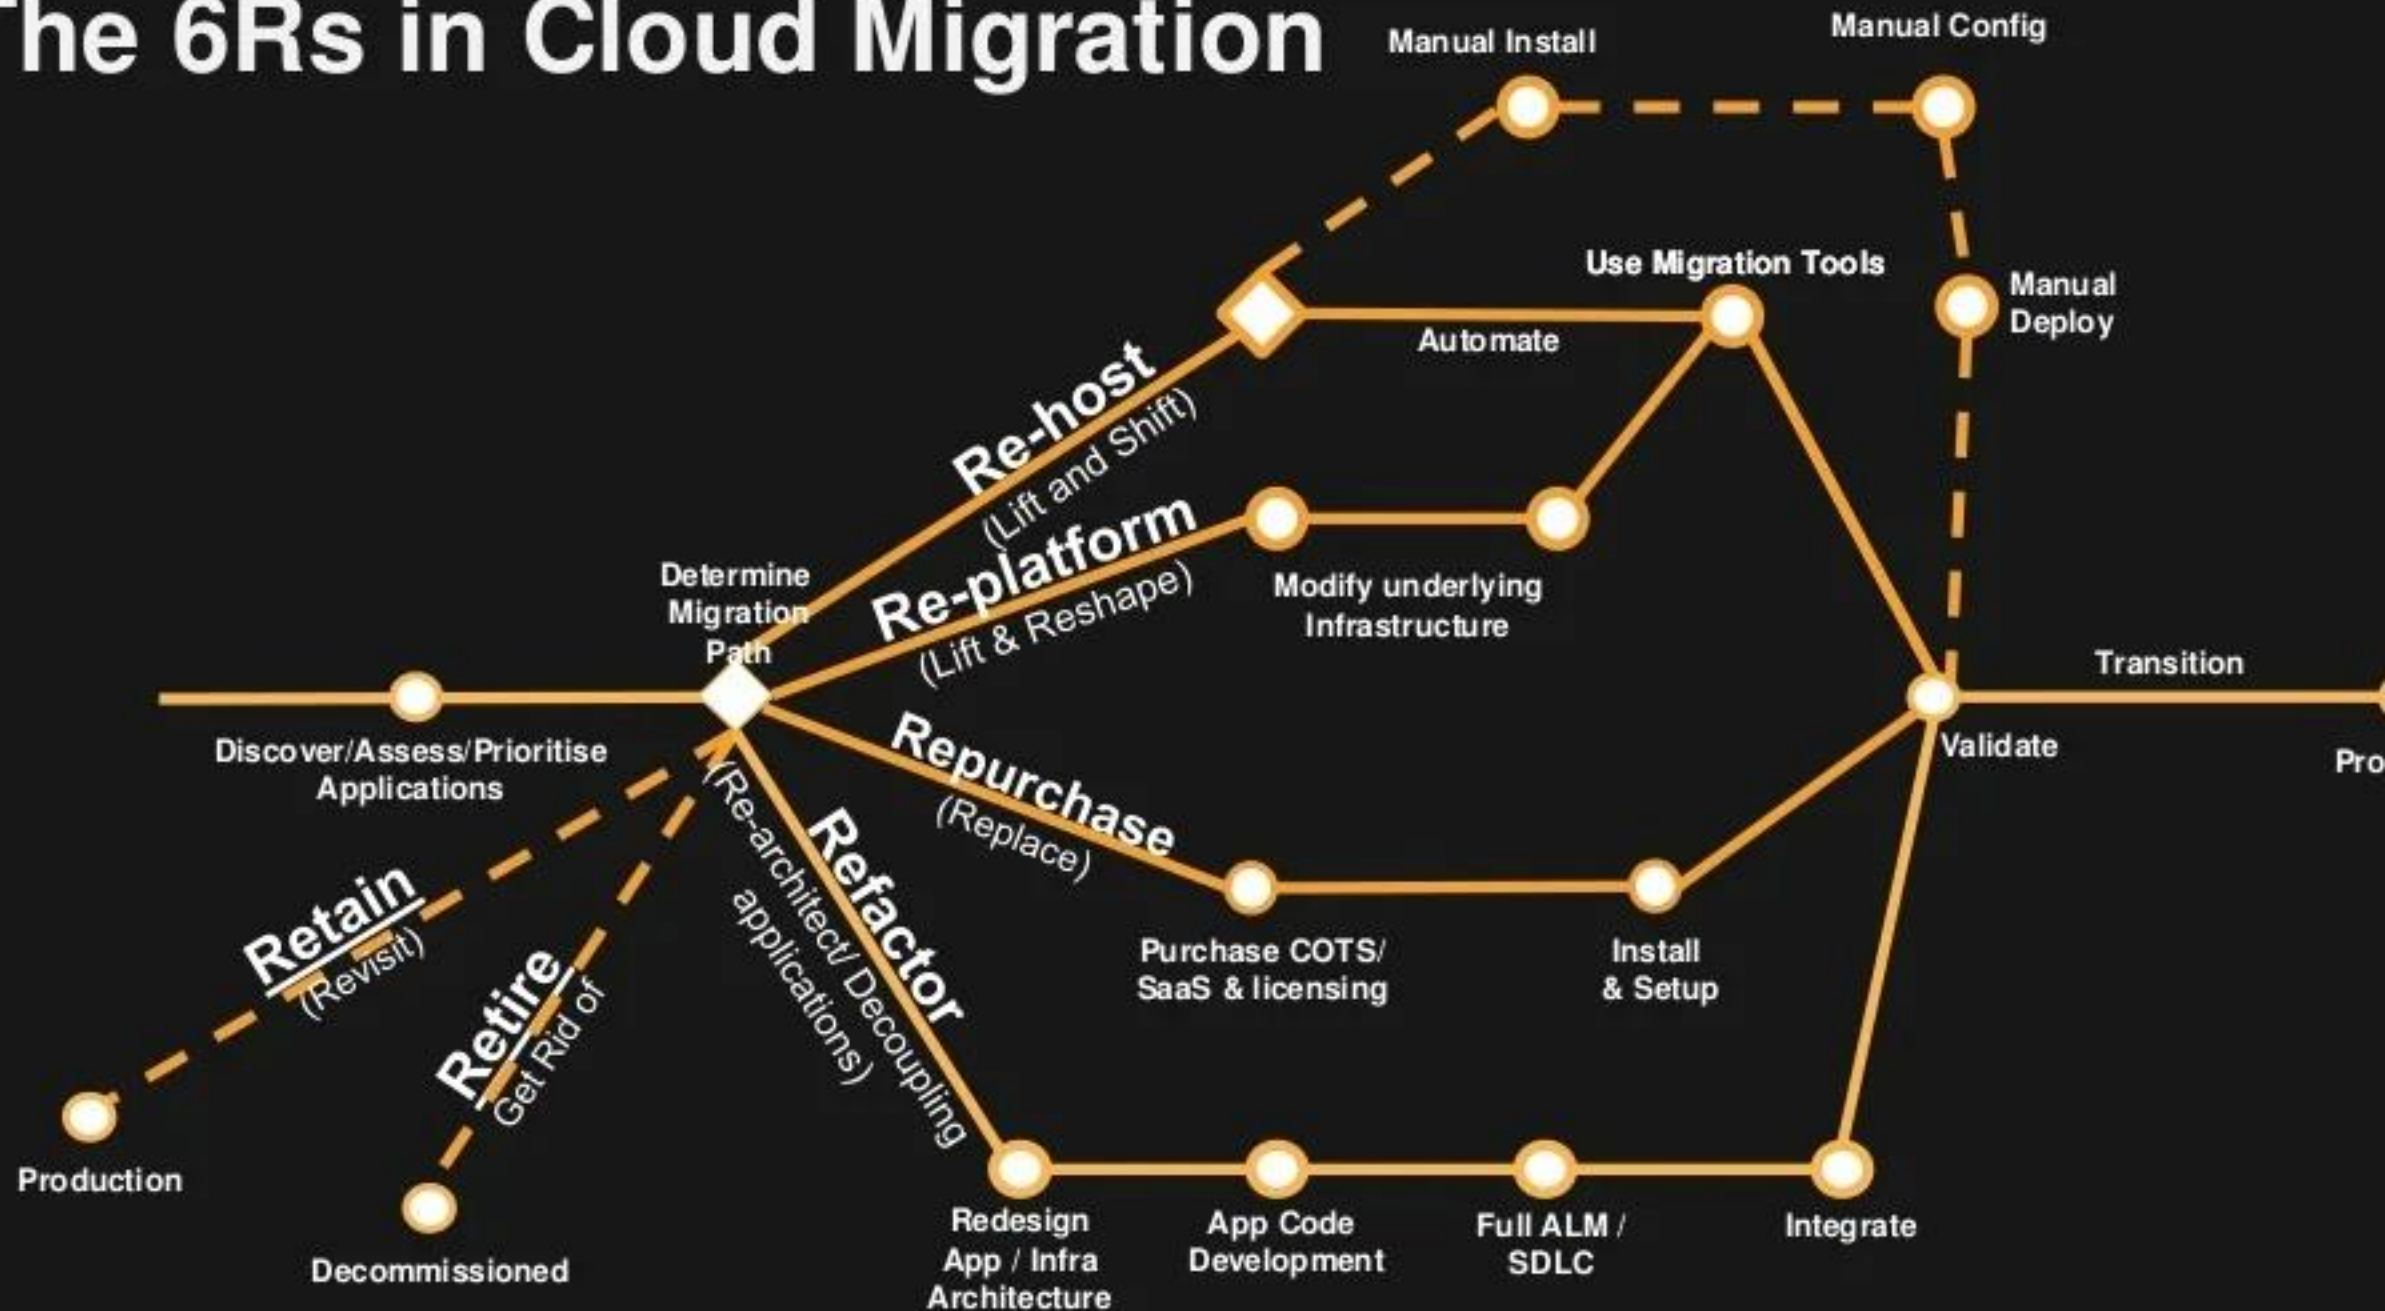 The 6Rs in Cloud Migration
Manual Install
Manual Config
Use Migration Tools
Manual
Deploy
Automate
Re-host
(Lift and Shift)
Re-platform
(Lift & Reshape)
Modify underlying
Infrastructure
Determine
Migration
Path
Discover/Assess/Prioritise
Applications
Transition
Validate
Repurchase
(Replace)
Purchase COTS/
SaaS & licensing
Install
& Setup
Refactor
(Re-architect/ Decoupling
applications)
Retain
(Revisit)
Retire
Get Rid of
Production
Decommissioned
Redesign
App / Infra
Architecture
App Code
Development
Full ALM /
SDLC
Integrate